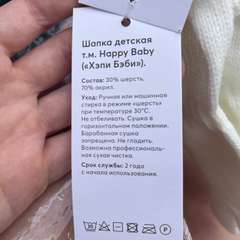 Шапка детская
т.м. Happy Baby
(«Хэпи Бэби»).
Состав: 30% шерсть,
70% акрил.
Уход: Ручная или машинная
стирка в режиме «шерсть»
при температуре 30°С.
Не отбеливать. Сушка в
горизонтальном положении.
Барабанная сушка
запрещена. Не гладить.
Возможна профессиональ-
ная сухая чистка.
Срок службы: 2 года
с начала использования.
30
P